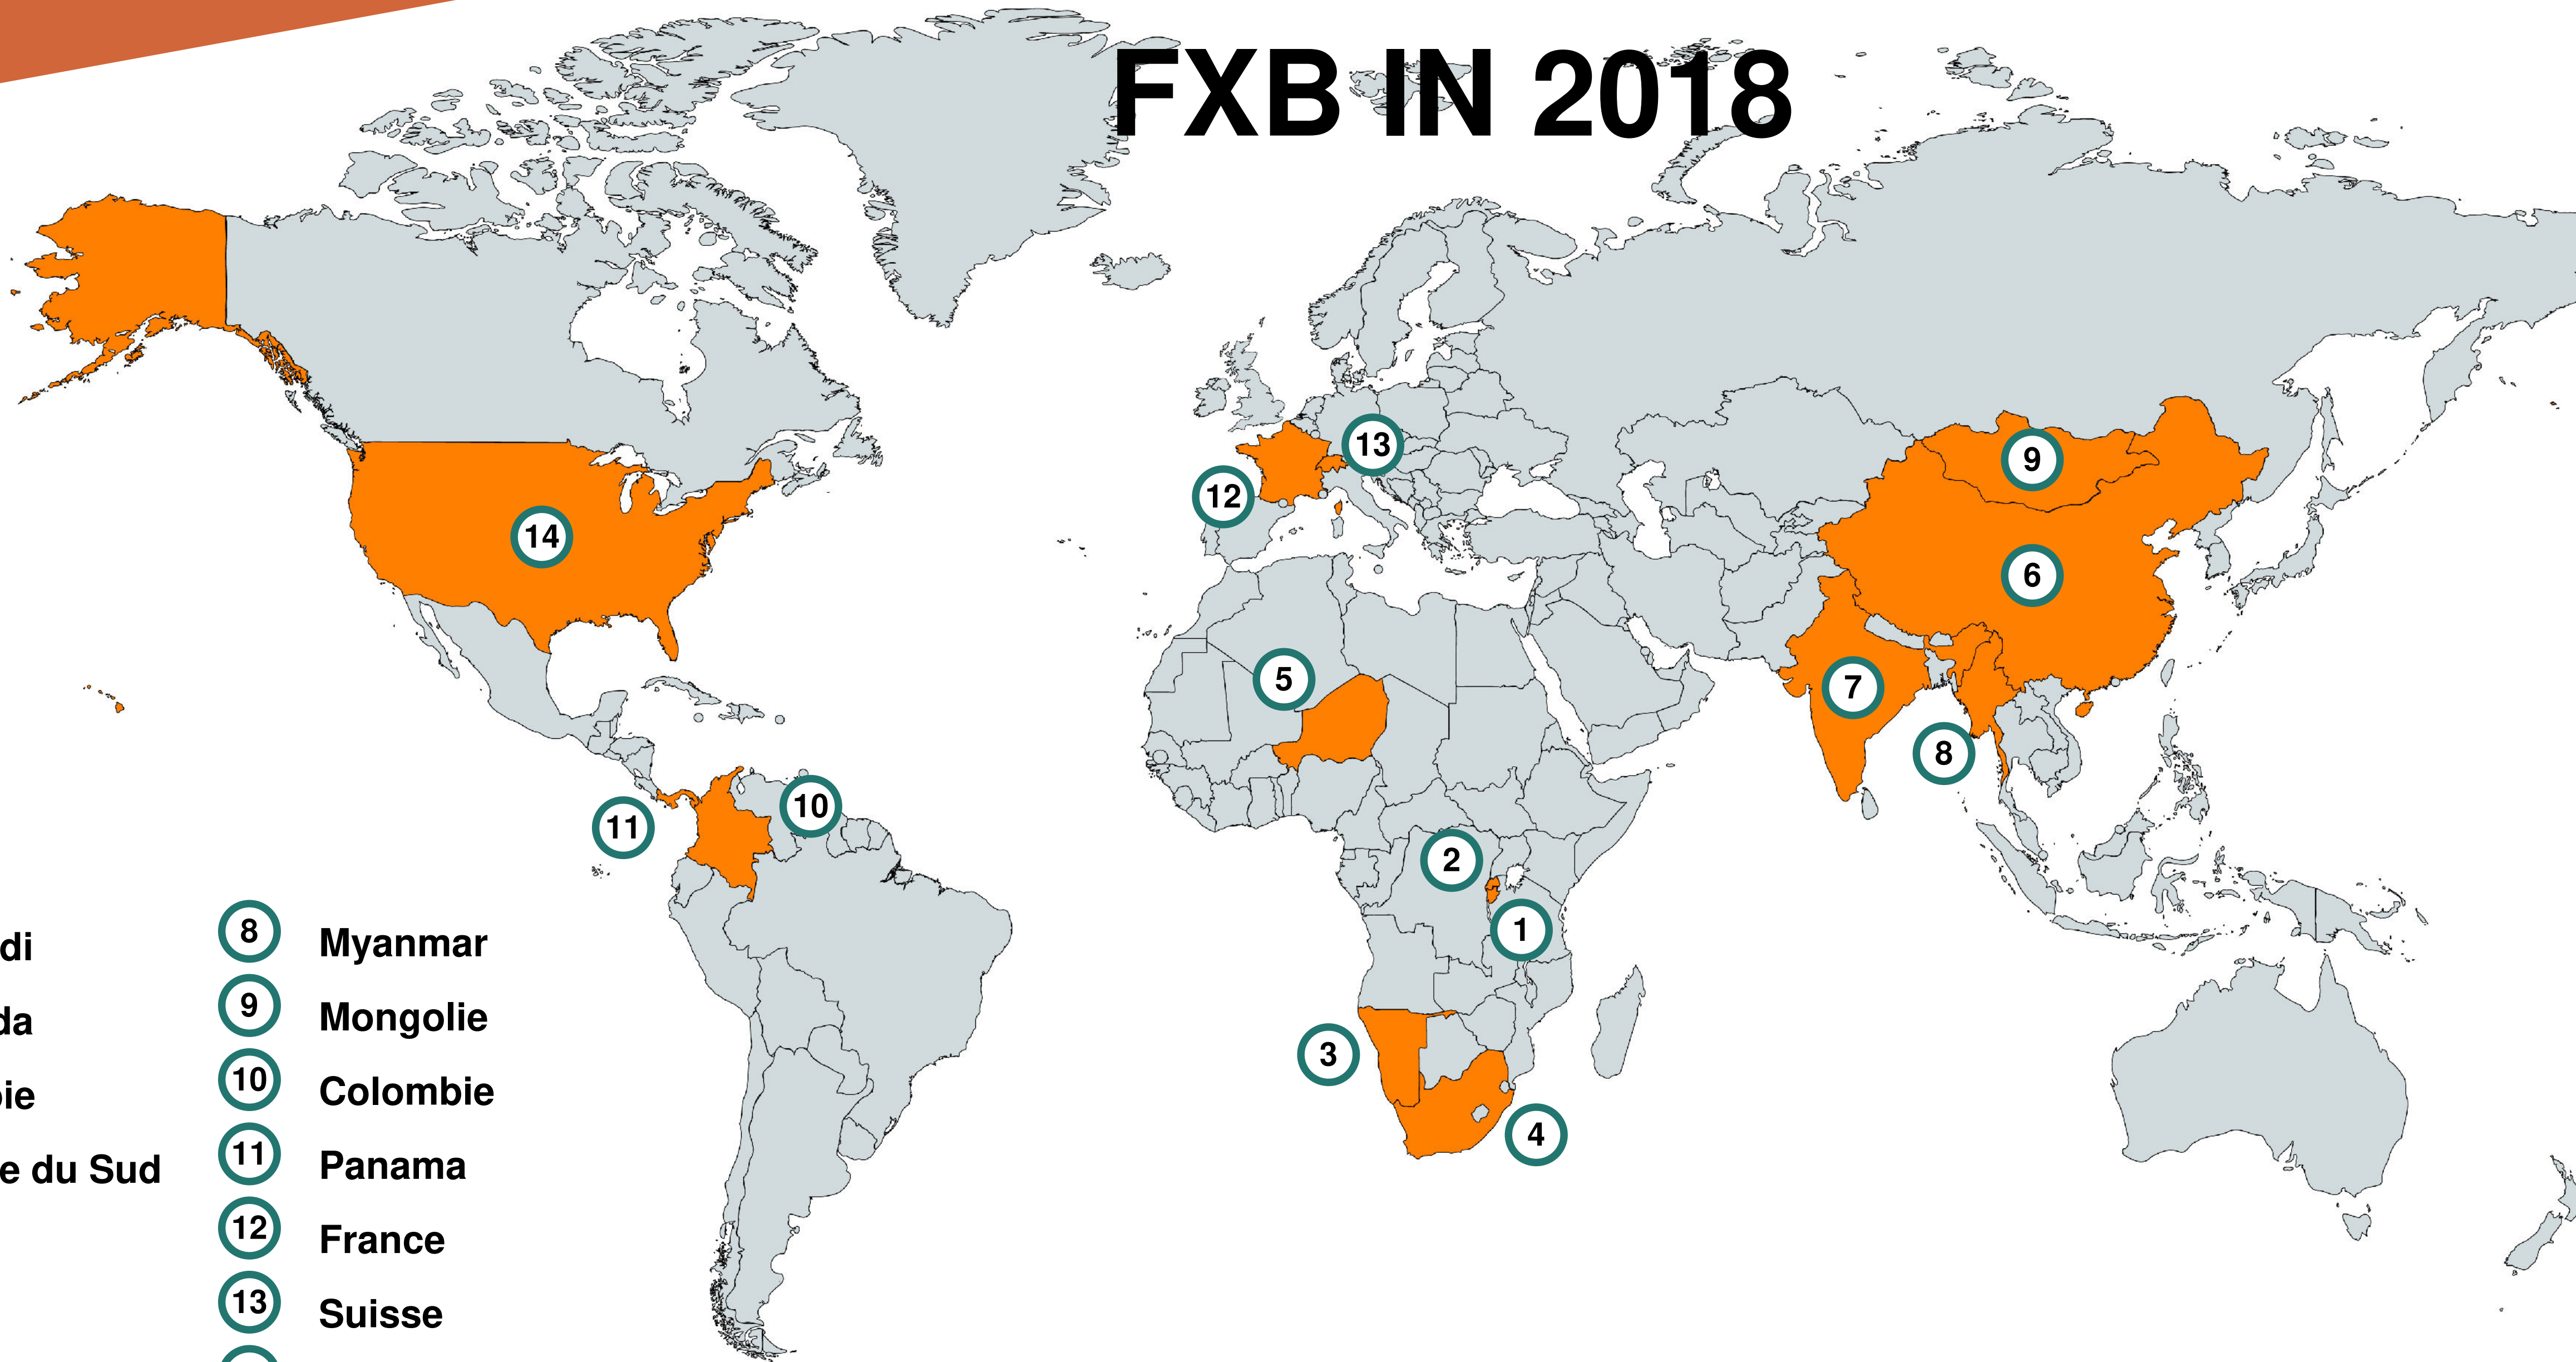 FXB IN 2018
13
9
12
14
6
5
7
8
10
11
2
1
3
4
di
8 Myanmar
9 Mongolie
da
10 Colombie
bie
11 Panama
e du Sud
12 France
13 Suisse